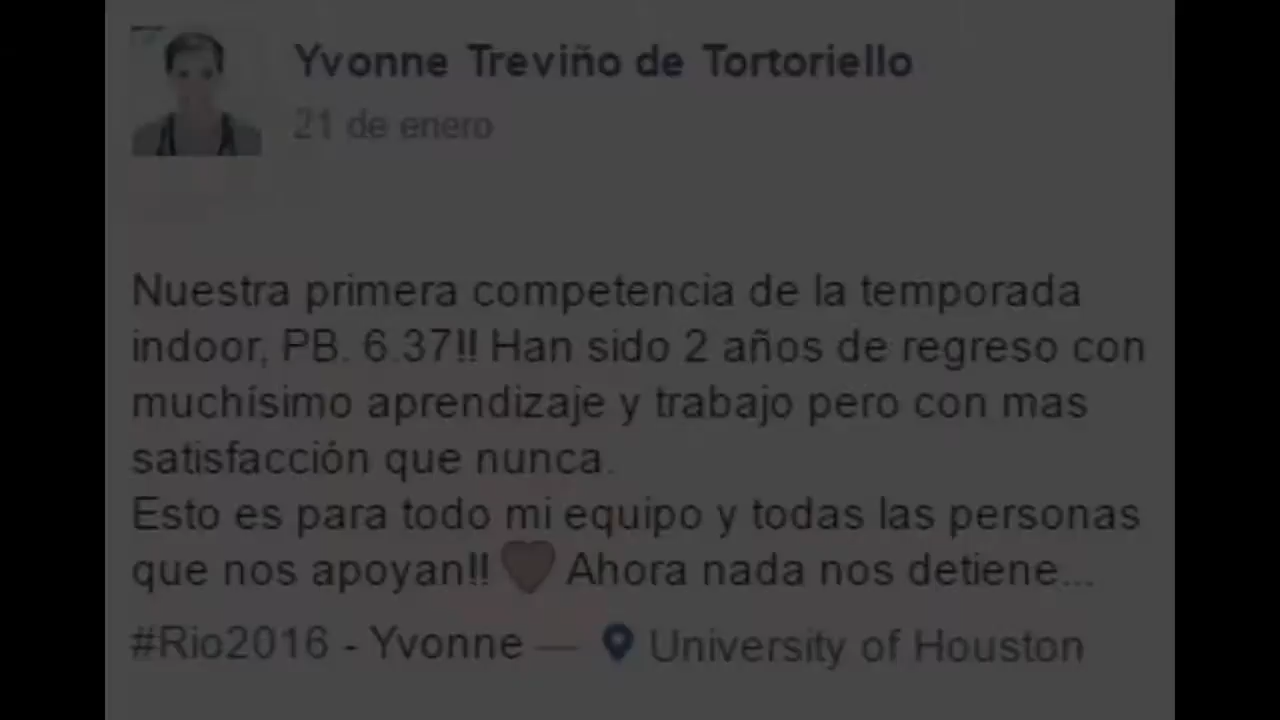 Yvonne Treviño de Tortoriello
21 de enero
Nuestra primera competencia de la temporada
indoor, PB. 6.37!! Han sido 2 años de regreso con
muchísimo aprendizaje y trabajo pero con mas
satisfacción que nunca.
Esto es para todo mi equipo y todas las personas
que nos apoyan!! Ahora nada nos detiene...
#Rio2016 - Yvonne — University of Houston